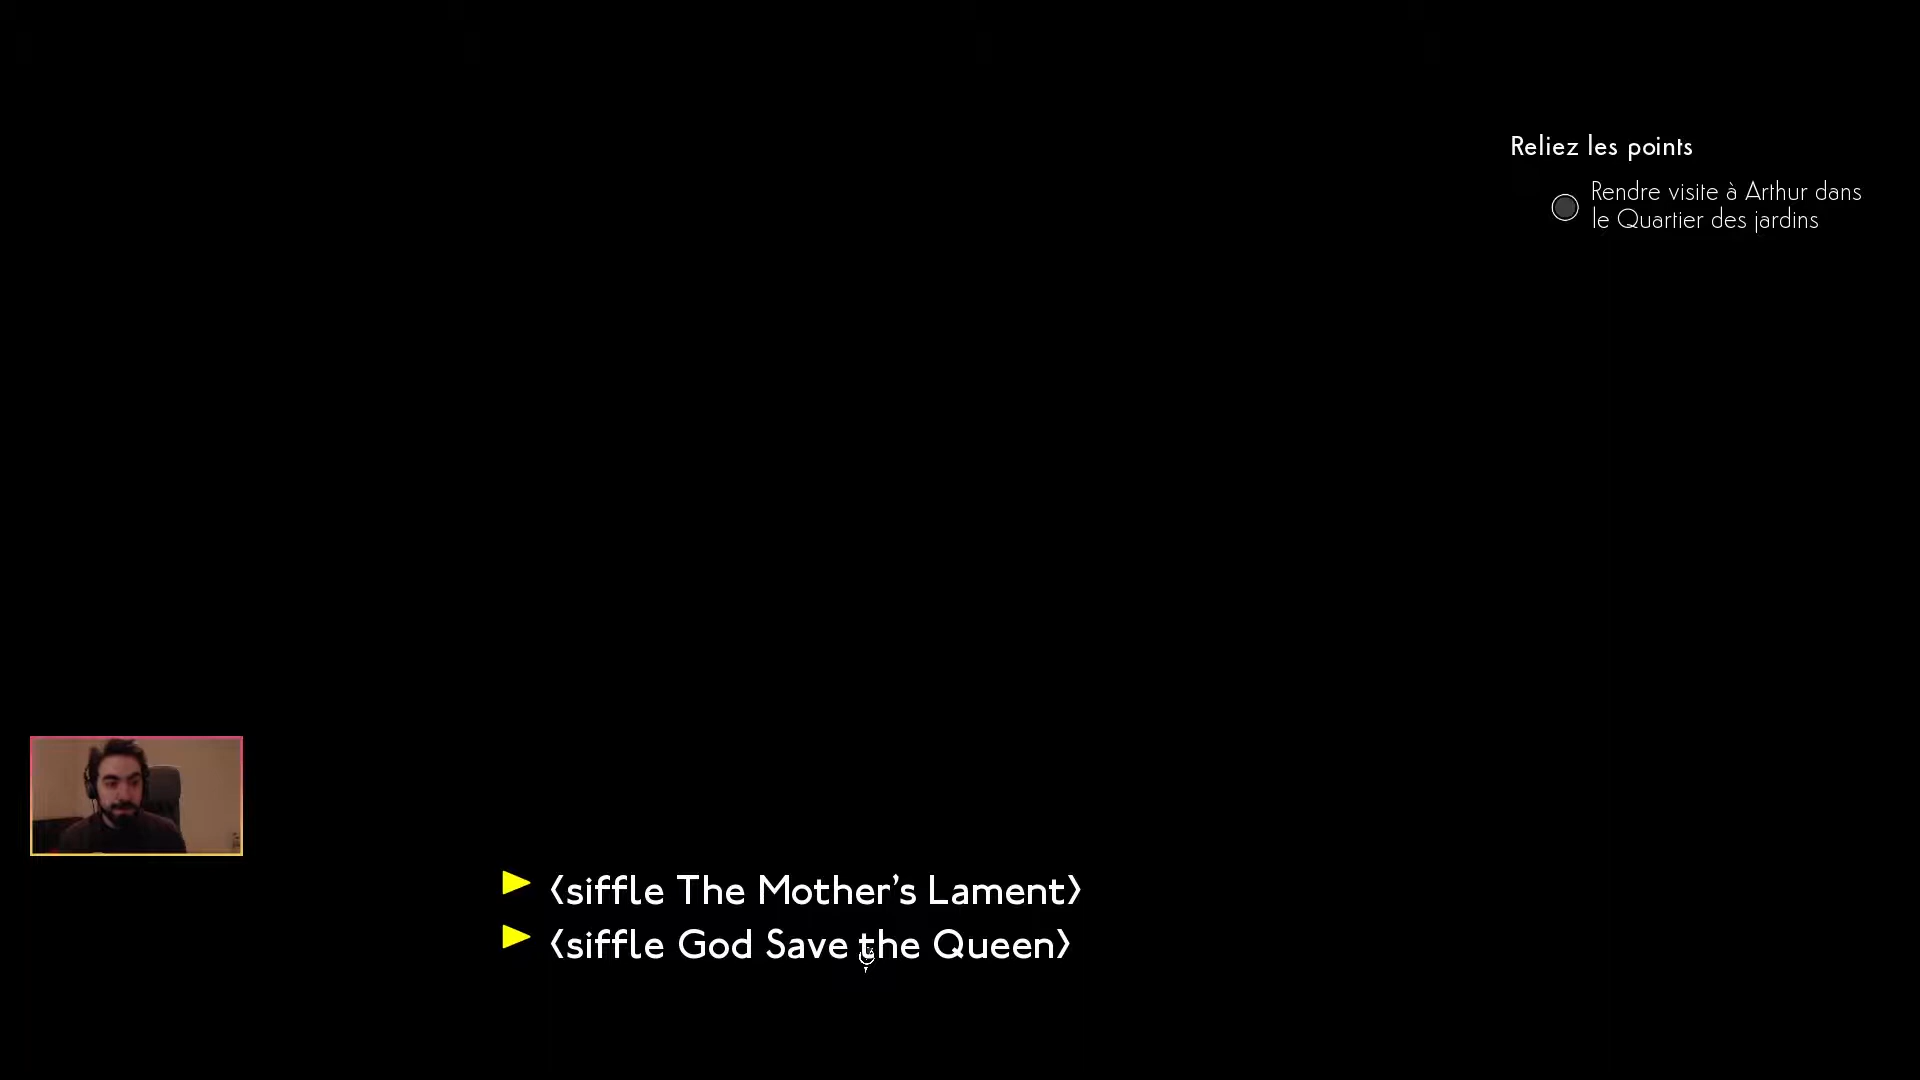 Reliez les points
Rendre visite à Arthur dans
le Quartier des jardins
⟨siffle The Mother’s Lament⟩
⟨siffle God Save the Queen⟩